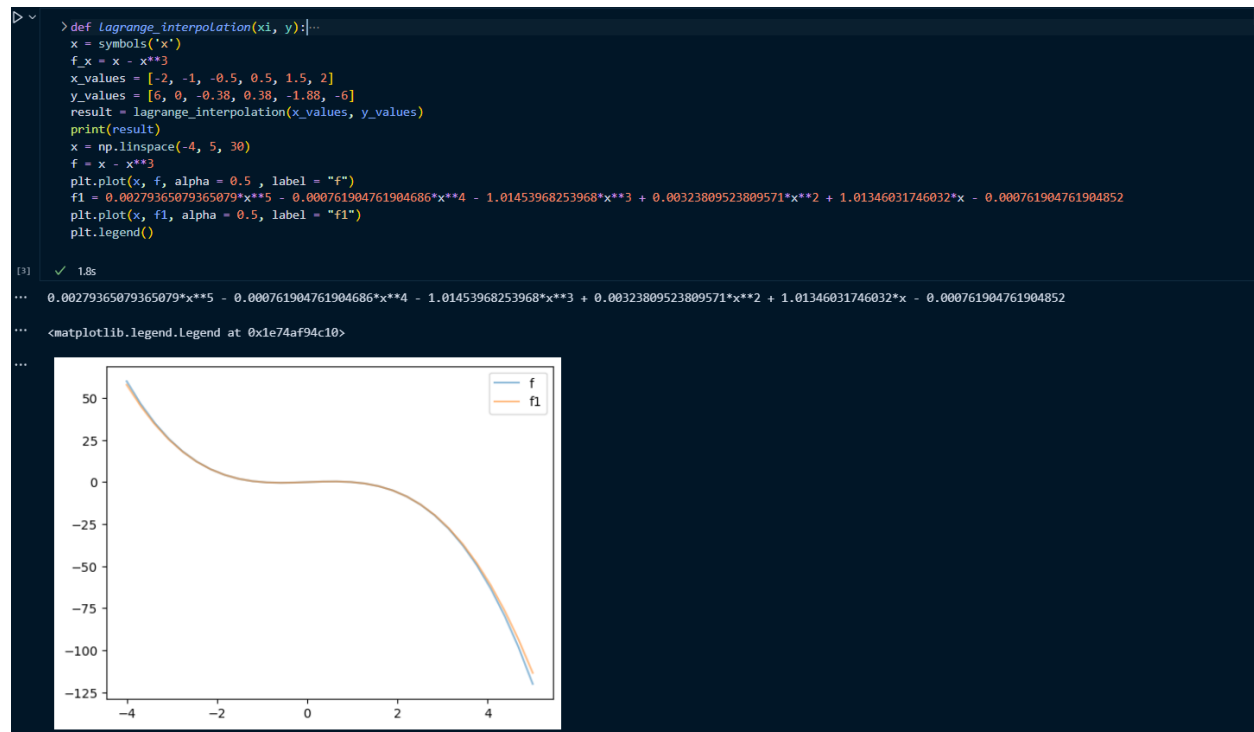 def lagrange_interpolation(xi, y):...
x = symbols('x')
f_x = x - x**3
x_values = [-2, -1, -0.5, 0.5, 1.5, 2]
y_values = [6, 0, -0.38, 0.38, -1.88, -6]
result = lagrange_interpolation(x_values, y_values)
print(result)
x = np.linspace(-4, 5, 30)
f = x - x**3
plt.plot(x, f, alpha = 0.5 , label = "f")
f1 = 0.00279365079365079*x**5 - 0.000761904761904686*x**4 - 1.01453968253968*x**3 + 0.00323809523809571*x**2 + 1.01346031746032*x - 0.000761904761904852
plt.plot(x, f1, alpha = 0.5, label = "f1")
plt.legend()
[3] ✓ 1.8s
... 0.00279365079365079*x**5 - 0.000761904761904686*x**4 - 1.01453968253968*x**3 + 0.00323809523809571*x**2 + 1.01346031746032*x - 0.000761904761904852
... <matplotlib.legend.Legend at 0x1e74af94c10>
...
f
f1
50
25
0
−25
−50
−75
−100
−125
−4 −2 0 2 4